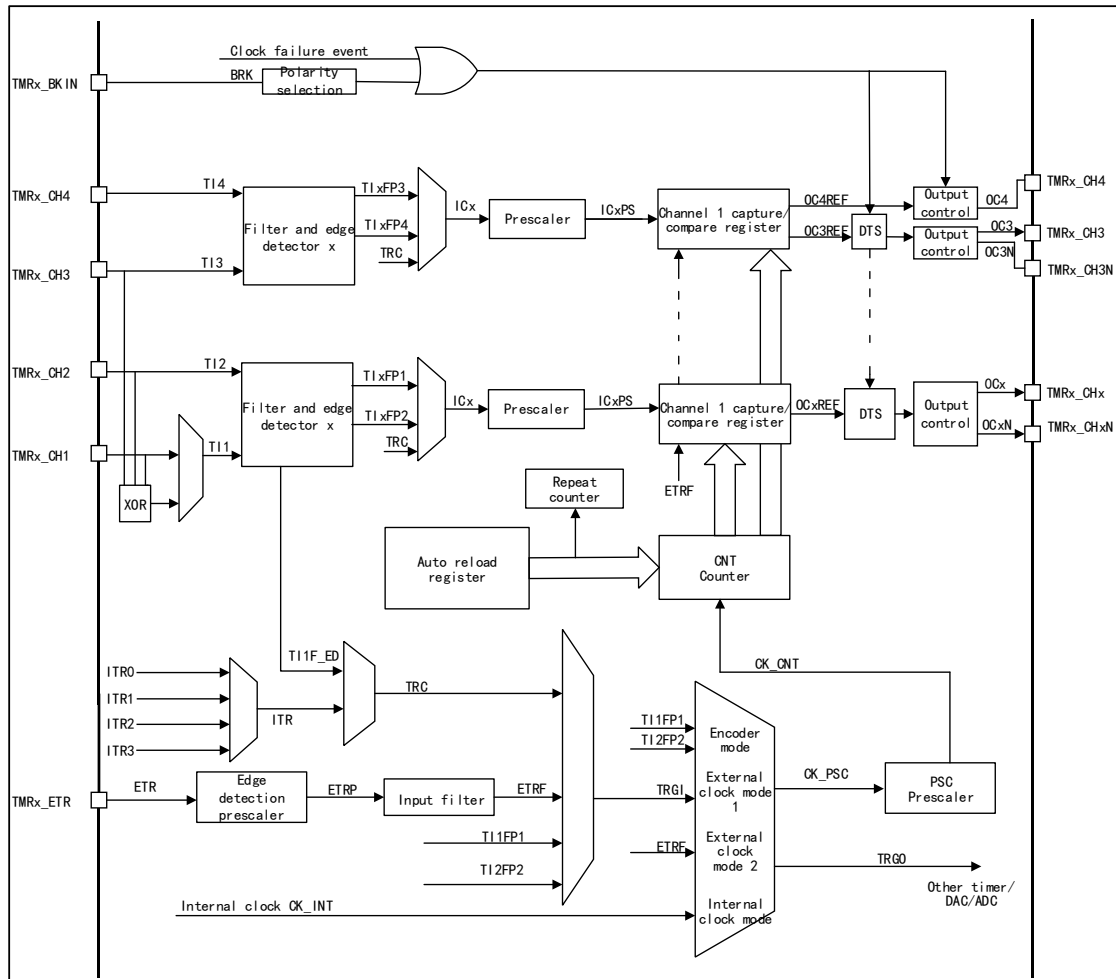 Clock failure event
BRK
Polarity
selection
TMRx_BKIN
TMRx_CH4
TI4
TIxFP3
TIxFP4
TRC
Filter and edge
detector x
ICx
Prescaler
ICxPS
Channel 1 capture/
compare register
OC4REF
OC3REF
DTS
Output
control
OC4
TMRx_CH4
Output
control
OC3
OC3N
TMRx_CH3
TMRx_CH3N
TMRx_CH3
TI3
TMRx_CH2
TI2
TIxFP1
TIxFP2
TRC
Filter and edge
detector x
ICx
Prescaler
ICxPS
Channel 1 capture/
compare register
OCxREF
DTS
Output
control
OCx
OCxN
TMRx_CHx
TMRx_CHxN
TMRx_CH1
TI1
XOR
ETRF
Repeat
counter
Auto reload
register
CNT
Counter
CK_CNT
TI1F_ED
ITR0
ITR1
ITR2
ITR3
ITR
TRC
TI1FP1
TI2FP2
Encoder
mode
TMRx_ETR
ETR
Edge
detection
prescaler
ETRP
Input filter
ETRF
TRGI
External
clock mode
1
CK_PSC
PSC
Prescaler
TI1FP1
TI2FP2
ETRF
External
clock
mode 2
TRGO
Other timer/
DAC/ADC
Internal clock CK_INT
Internal
clock mode